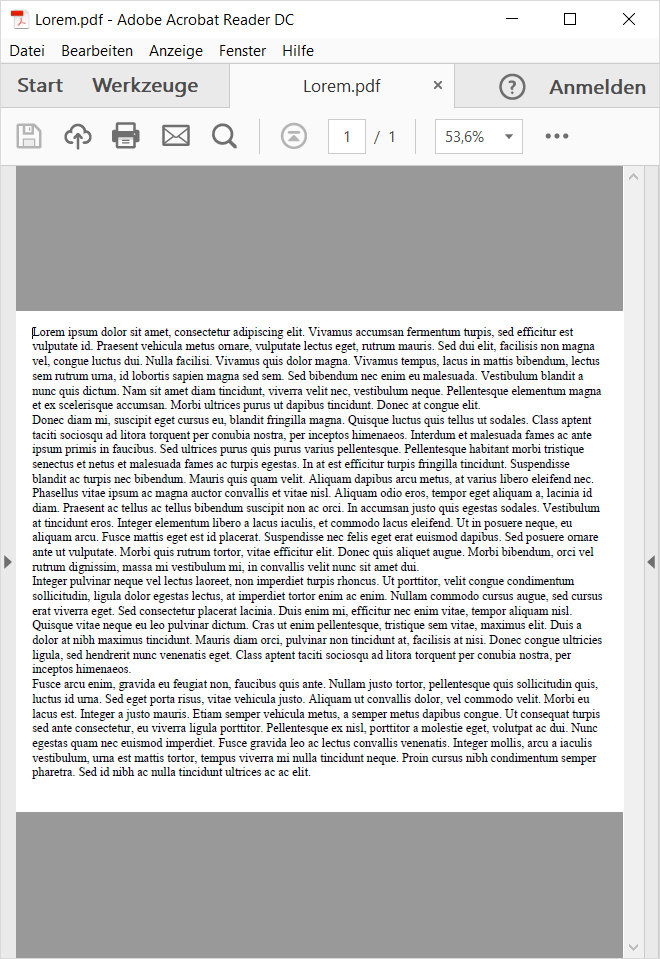 Lorem.pdf - Adobe Acrobat Reader DC
Datei Bearbeiten Anzeige Fenster Hilfe
Start Werkzeuge Lorem.pdf × ? Anmelden
1 / 1 53,6%
Lorem ipsum dolor sit amet, consectetur adipiscing elit. Vivamus accumsan fermentum turpis, sed efficitur est
vulputate id. Praesent vehicula metus ornare, vulputate lectus eget, rutrum mauris. Sed dui elit, facilisis non magna
vel, congue luctus dui. Nulla facilisi. Vivamus quis dolor magna. Vivamus tempus, lacus in mattis bibendum, lectus
sem rutrum urna, id lobortis sapien magna sed sem. Sed bibendum nec enim eu malesuada. Vestibulum blandit a
nunc quis dictum. Nam sit amet diam tincidunt, viverra velit nec, vestibulum neque. Pellentesque elementum magna
et ex scelerisque accumsan. Morbi ultrices purus ut dapibus tincidunt. Donec at congue elit.
Donec diam mi, suscipit eget cursus eu, blandit fringilla magna. Quisque luctus quis tellus ut sodales. Class aptent
taciti sociosqu ad litora torquent per conubia nostra, per inceptos himenaeos. Interdum et malesuada fames ac ante
ipsum primis in faucibus. Sed ultrices purus quis purus varius pellentesque. Pellentesque habitant morbi tristique
senectus et netus et malesuada fames ac turpis egestas. In at est efficitur turpis fringilla tincidunt. Suspendisse
blandit ac turpis nec bibendum. Mauris quis quam velit. Aliquam dapibus arcu metus, at varius libero eleifend nec.
Phasellus vitae ipsum ac magna auctor convallis et vitae nisl. Aliquam odio eros, tempor eget aliquam a, lacinia id
diam. Praesent ac tellus ac tellus bibendum suscipit non ac orci. In accumsan justo quis egestas sodales. Vestibulum
at tincidunt eros. Integer elementum libero a lacus iaculis, et commodo lacus eleifend. Ut in posuere neque, eu
aliquam arcu. Fusce mattis eget est id placerat. Suspendisse nec felis eget erat euismod dapibus. Sed posuere ornare
ante ut vulputate. Morbi quis rutrum tortor, vitae efficitur elit. Donec quis aliquet augue. Morbi bibendum, orci vel
rutrum dignissim, massa mi vestibulum mi, in convallis velit nunc sit amet dui.
Integer pulvinar neque vel lectus laoreet, non imperdiet turpis rhoncus. Ut porttitor, velit congue condimentum
sollicitudin, ligula dolor egestas lectus, at imperdiet tortor enim ac enim. Nullam commodo cursus augue, sed cursus
erat viverra eget. Sed consectetur placerat lacinia. Duis enim mi, efficitur nec enim vitae, tempor aliquam nisl.
Quisque vitae neque eu leo pulvinar dictum. Cras ut enim pellentesque, tristique sem vitae, maximus elit. Duis a
dolor at nibh maximus tincidunt. Mauris diam orci, pulvinar non tincidunt at, facilisis at nisi. Donec congue ultricies
ligula, sed hendrerit nunc venenatis eget. Class aptent taciti sociosqu ad litora torquent per conubia nostra, per
inceptos himenaeos.
Fusce arcu enim, gravida eu feugiat non, faucibus quis ante. Nullam justo tortor, pellentesque quis sollicitudin quis,
luctus id urna. Sed eget porta risus, vitae vehicula justo. Aliquam ut convallis dolor, vel commodo velit. Morbi eu
lacus est. Integer a justo mauris. Etiam semper vehicula metus, a semper metus dapibus congue. Ut consequat turpis
sed ante consectetur, eu viverra ligula porttitor. Pellentesque ex nisl, porttitor a molestie eget, volutpat ac dui. Nunc
egestas quam nec euismod imperdiet. Fusce gravida leo ac lectus convallis venenatis. Integer mollis, arcu a iaculis
vestibulum, urna est mattis tortor, tempus viverra mi nulla tincidunt neque. Proin cursus nibh condimentum semper
pharetra. Sed id nibh ac nulla tincidunt ultrices ac ac elit.